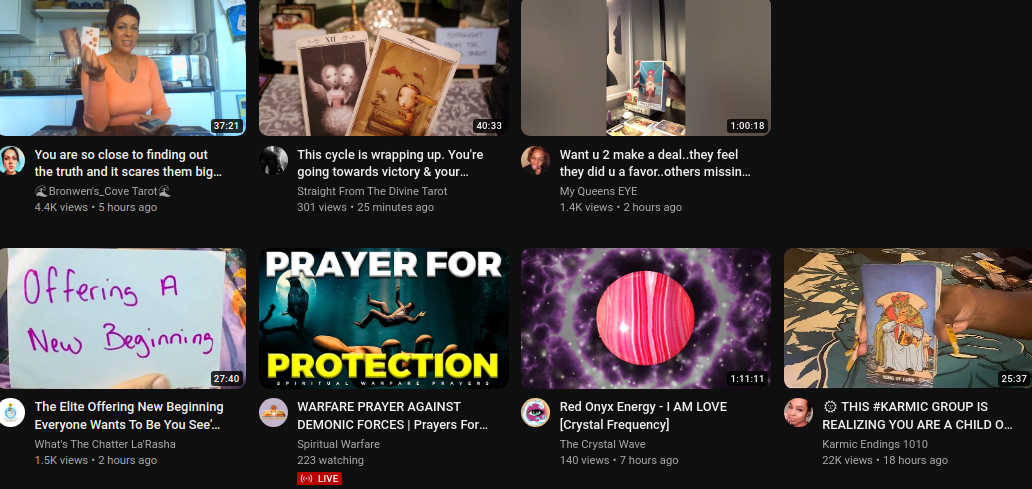 XII
STRAIGHT
FROM THE
37:21
40:33
1:00:18
You are so close to finding out
the truth and it scares them big...
🌊Bronwen's_Cove Tarot🌊
4.4K views • 5 hours ago
This cycle is wrapping up. You're
going towards victory & your...
Straight From The Divine Tarot
301 views • 25 minutes ago
Want u 2 make a deal..they feel
they did u a favor..others missin...
My Queens EYE
1.4K views • 2 hours ago
Offering A
New Beginning
27:40
PRAYER FOR
PROTECTION
SPIRITUAL WARFARE PRAYERS
1:11:11
KING OF CUPS
25:37
The Elite Offering New Beginning
Everyone Wants To Be You See'...
What's The Chatter La'Rasha
1.5K views • 2 hours ago
WARFARE PRAYER AGAINST
DEMONIC FORCES | Prayers For...
Spiritual Warfare
223 watching
LIVE
Red Onyx Energy - I AM LOVE
[Crystal Frequency]
The Crystal Wave
140 views • 7 hours ago
⚙ THIS #KARMIC GROUP IS
REALIZING YOU ARE A CHILD O...
Karmic Endings 1010
22K views • 18 hours ago